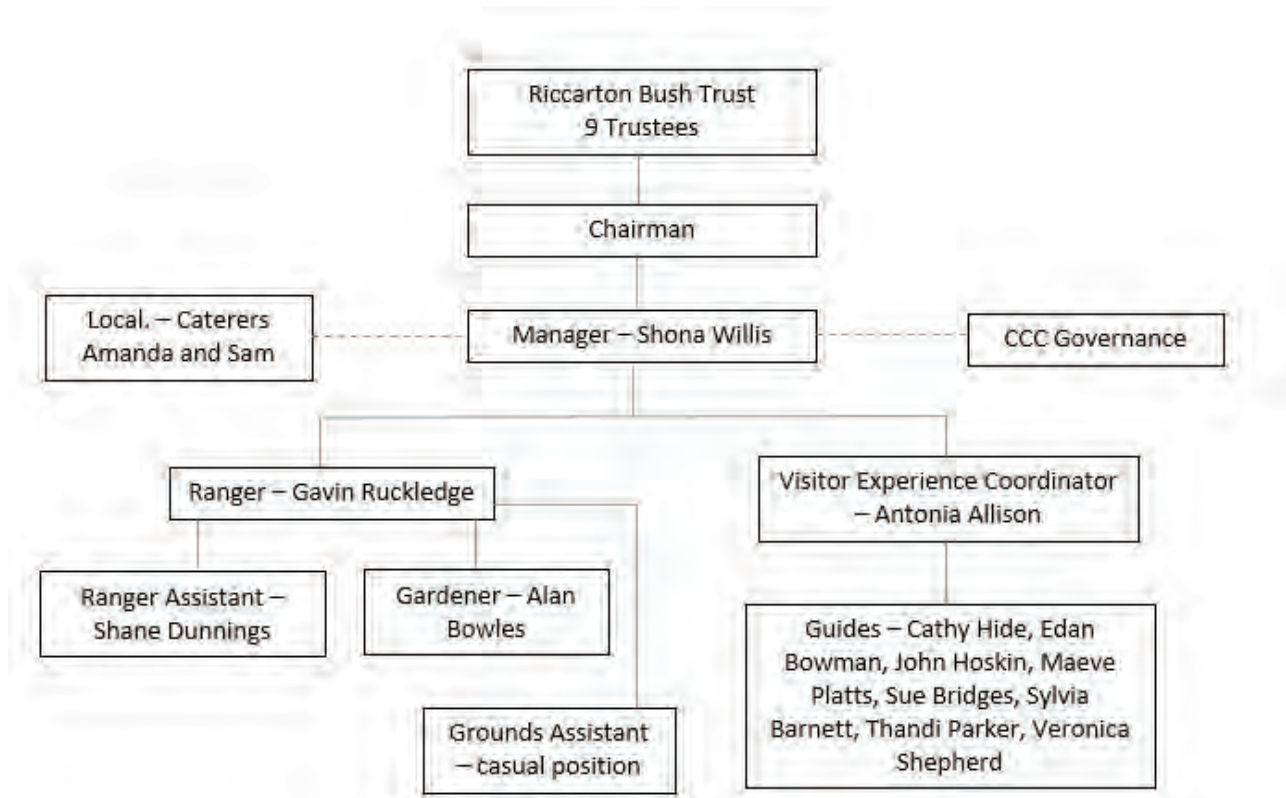 Riccarton Bush Trust
9 Trustees
Chairman
Local. – Caterers
Amanda and Sam
Manager – Shona Willis
CCC Governance
Ranger – Gavin Ruckledge
Visitor Experience Coordinator
– Antonia Allison
Ranger Assistant –
Shane Dunnings
Gardener – Alan
Bowles
Guides – Cathy Hide, Edan
Bowman, John Hoskin, Maeve
Platts, Sue Bridges, Sylvia
Barnett, Thandi Parker, Veronica
Shepherd
Grounds Assistant
– casual position